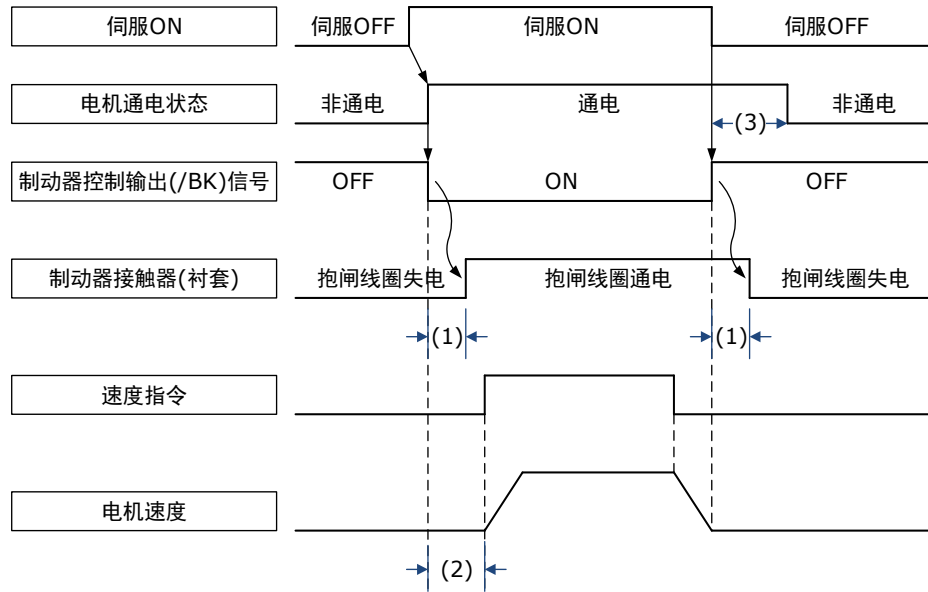 伺服ON
伺服OFF
伺服ON
伺服OFF
电机通电状态
非通电
通电
(3)
非通电
制动器控制输出(/BK)信号
OFF
ON
OFF
制动器接触器(衬套)
抱闸线圈失电
抱闸线圈通电
抱闸线圈失电
(1)
(1)
速度指令
电机速度
(2)